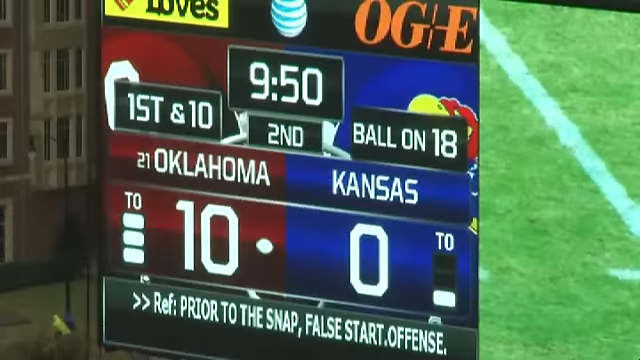 Loves
AT&T
OG+E
9:50
1ST & 10
2ND
BALL ON 18
21 OKLAHOMA
KANSAS
TO
10
0
TO
>> Ref: PRIOR TO THE SNAP, FALSE START.OFFENSE.